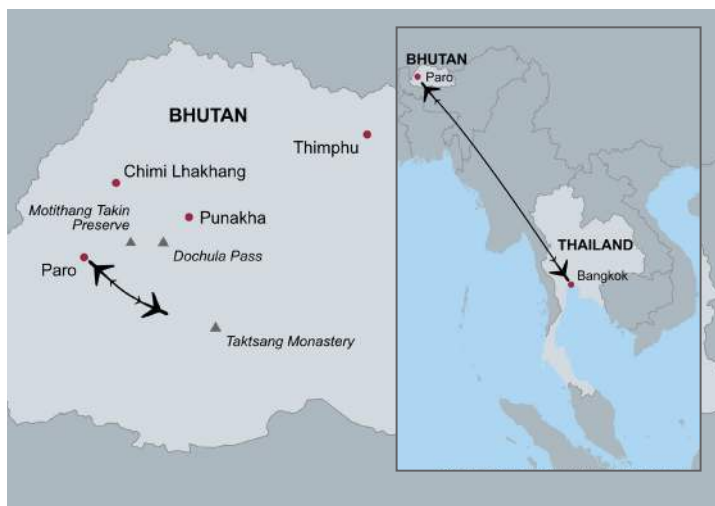 BHUTAN
Thimphu
Chimi Lhakhang
Motithang Takin
Preserve
Punakha
Dochula Pass
Paro
Taktsang Monastery
BHUTAN
Paro
THAILAND
Bangkok